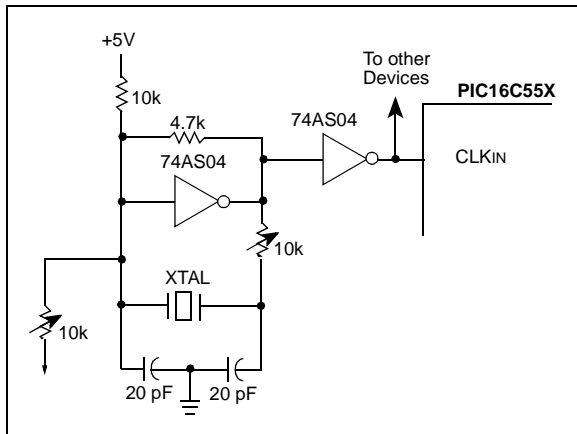 +5V
To other
Devices
PIC16C55X
10k
4.7k
74AS04
74AS04
CLKIN
10k
XTAL
10k
20 pF
20 pF